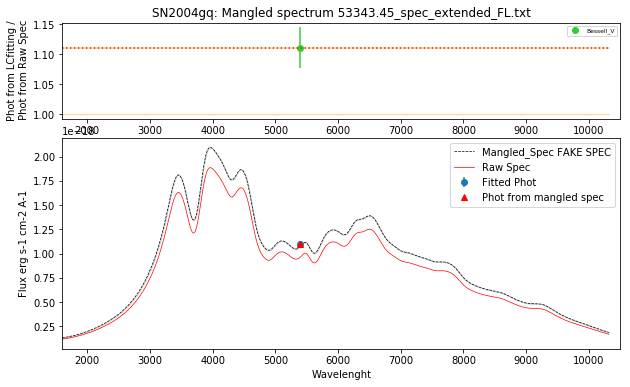 SN2004gq: Mangled spectrum 53343.45_spec_extended_FL.txt
Phot from LCfitting /
Phot from Raw Spec
1.15
1.10
1.05
1.00
Bessell_V
2000 3000 4000 5000 6000 7000 8000 9000 10000
1e−18
2.00
1.75
1.50
1.25
1.00
0.75
0.50
0.25
Flux erg s-1 cm-2 A-1
Mangled_Spec FAKE SPEC
Raw Spec
Fitted Phot
Phot from mangled spec
2000 3000 4000 5000 6000 7000 8000 9000 10000
Wavelenght